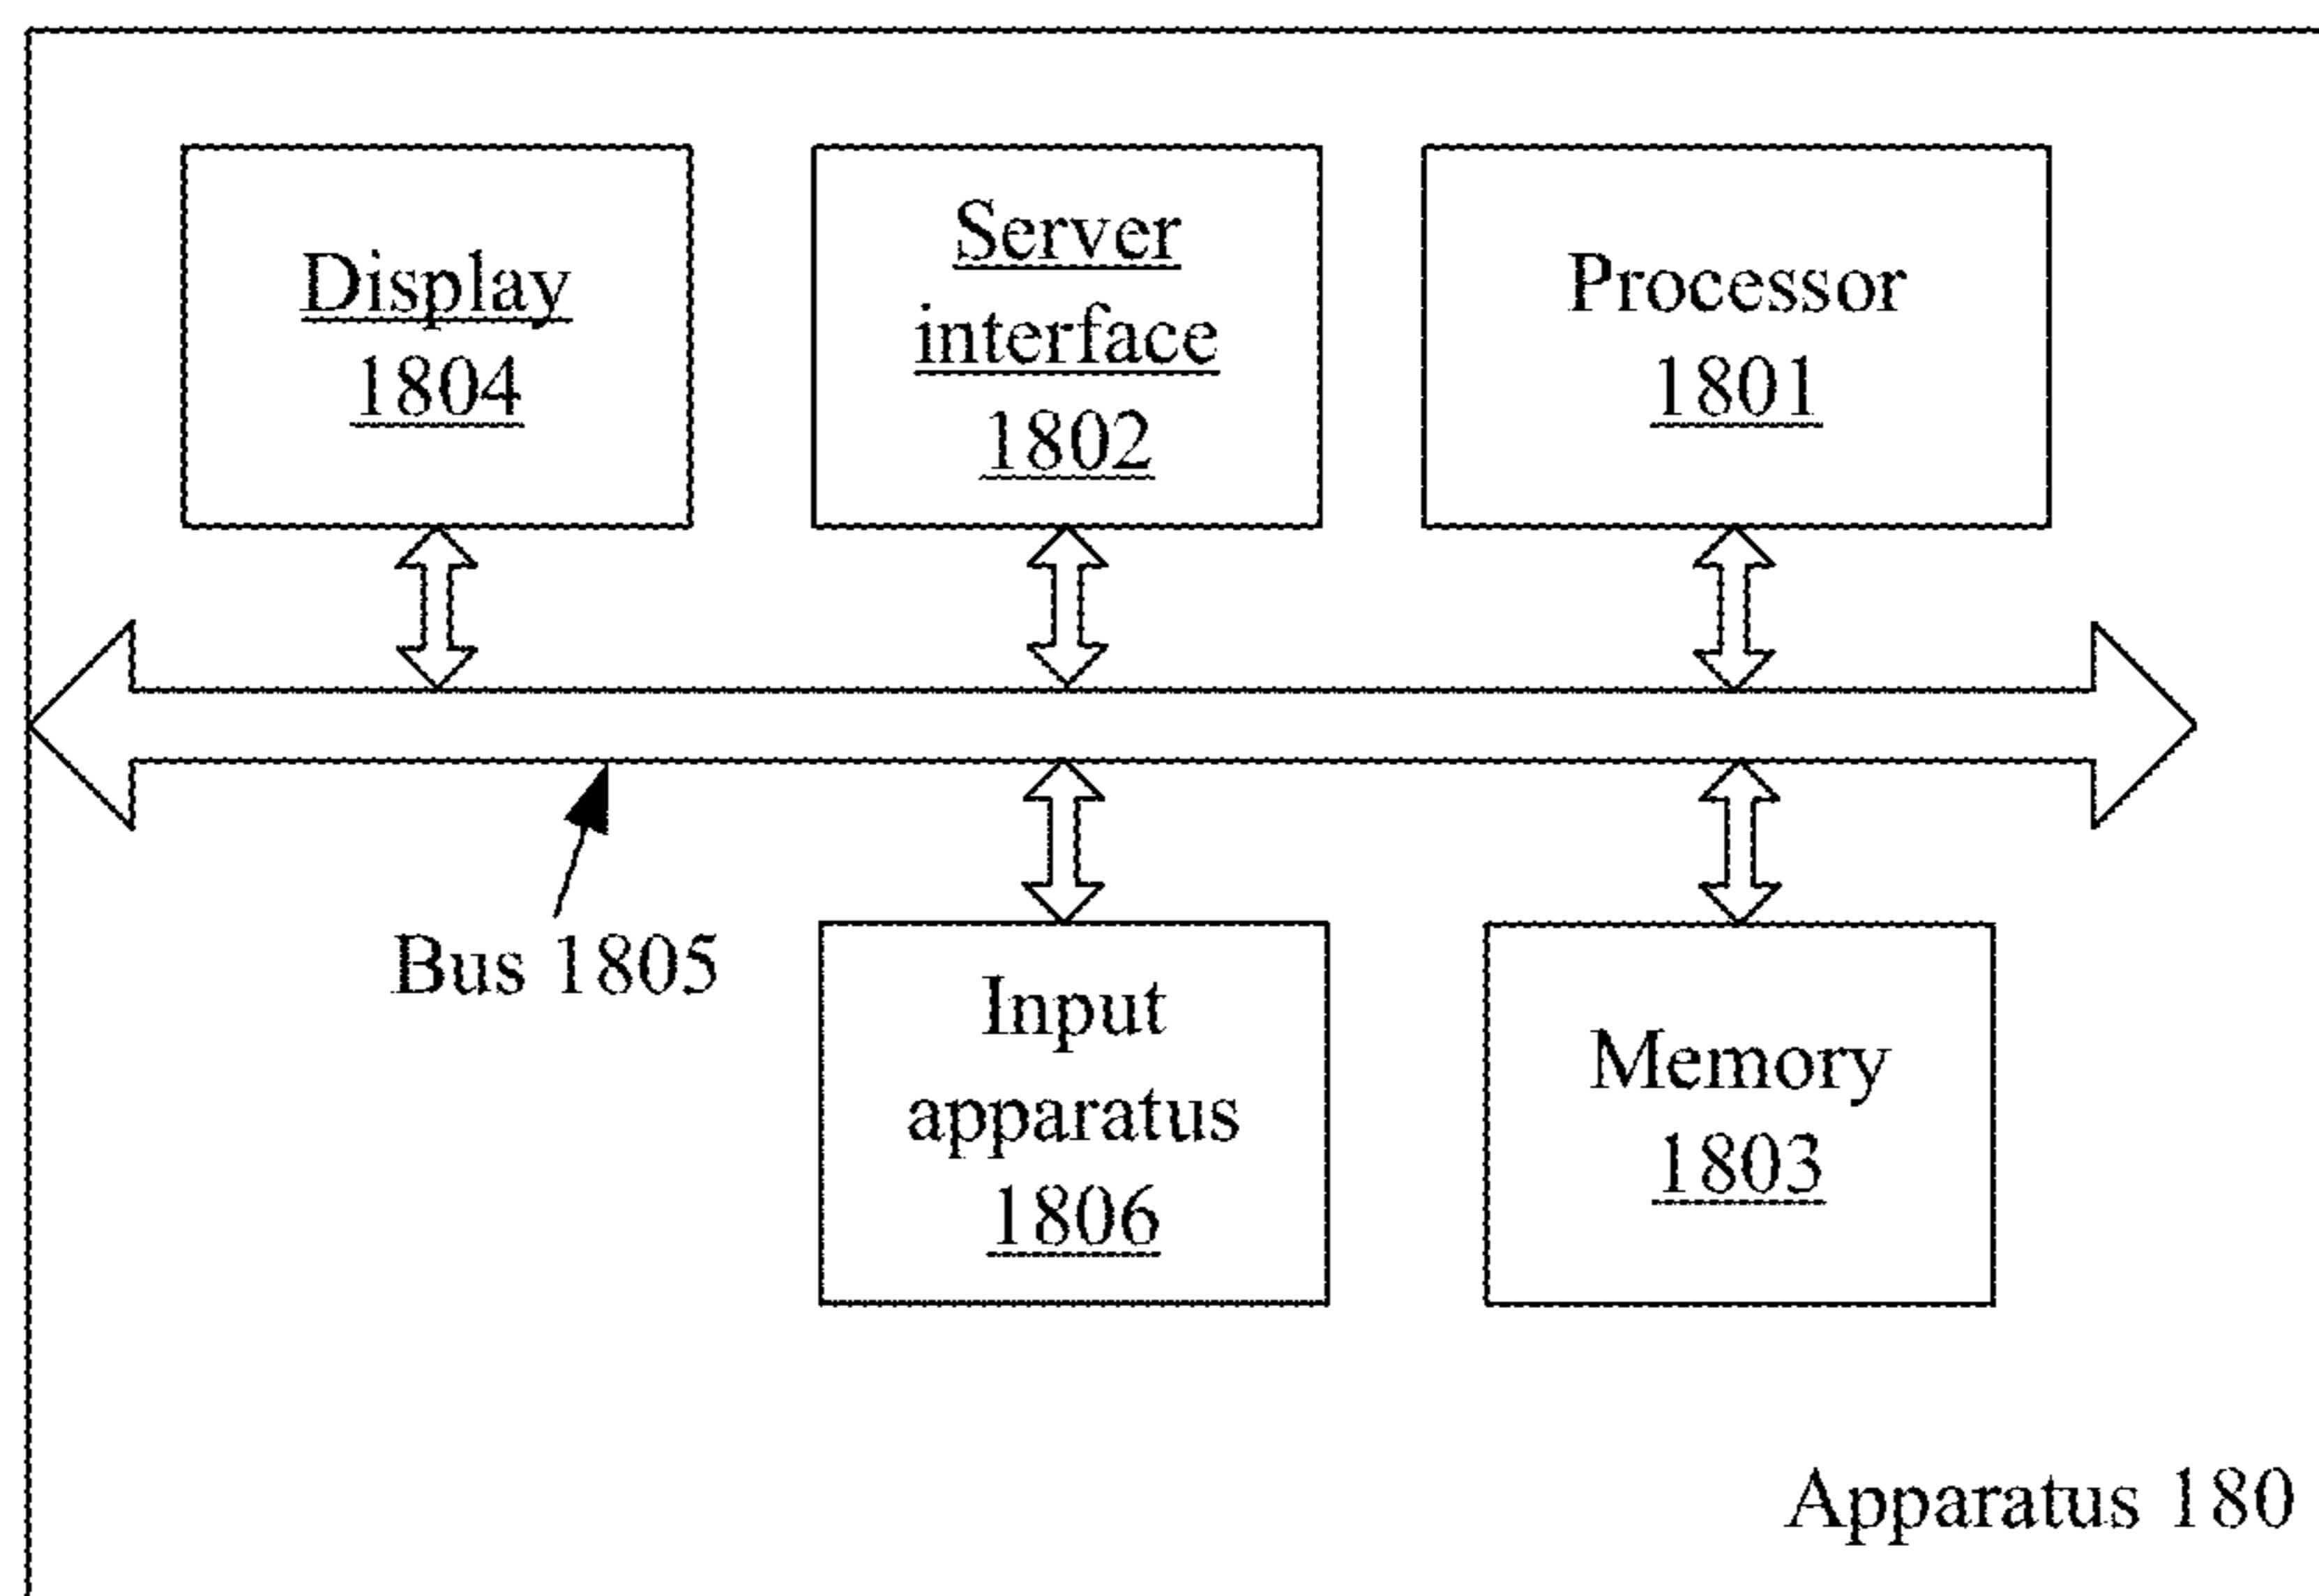 Display
1804
Server
interface
1802
Processor
1801
Bus 1805
Input
apparatus
1806
Memory
1803
Apparatus 180